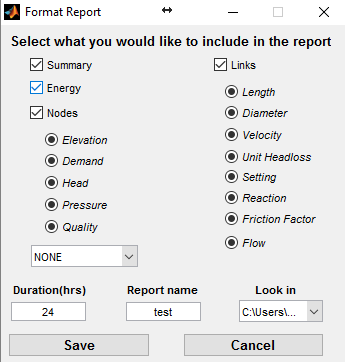 Format Report
Select what you would like to include in the report
Summary
Energy
Nodes
Elevation
Demand
Head
Pressure
Quality
NONE
Links
Length
Diameter
Velocity
Unit Headloss
Setting
Reaction
Friction Factor
Flow
Duration(hrs)
24
Report name
test
Look in
C:\Users\...
Save
Cancel